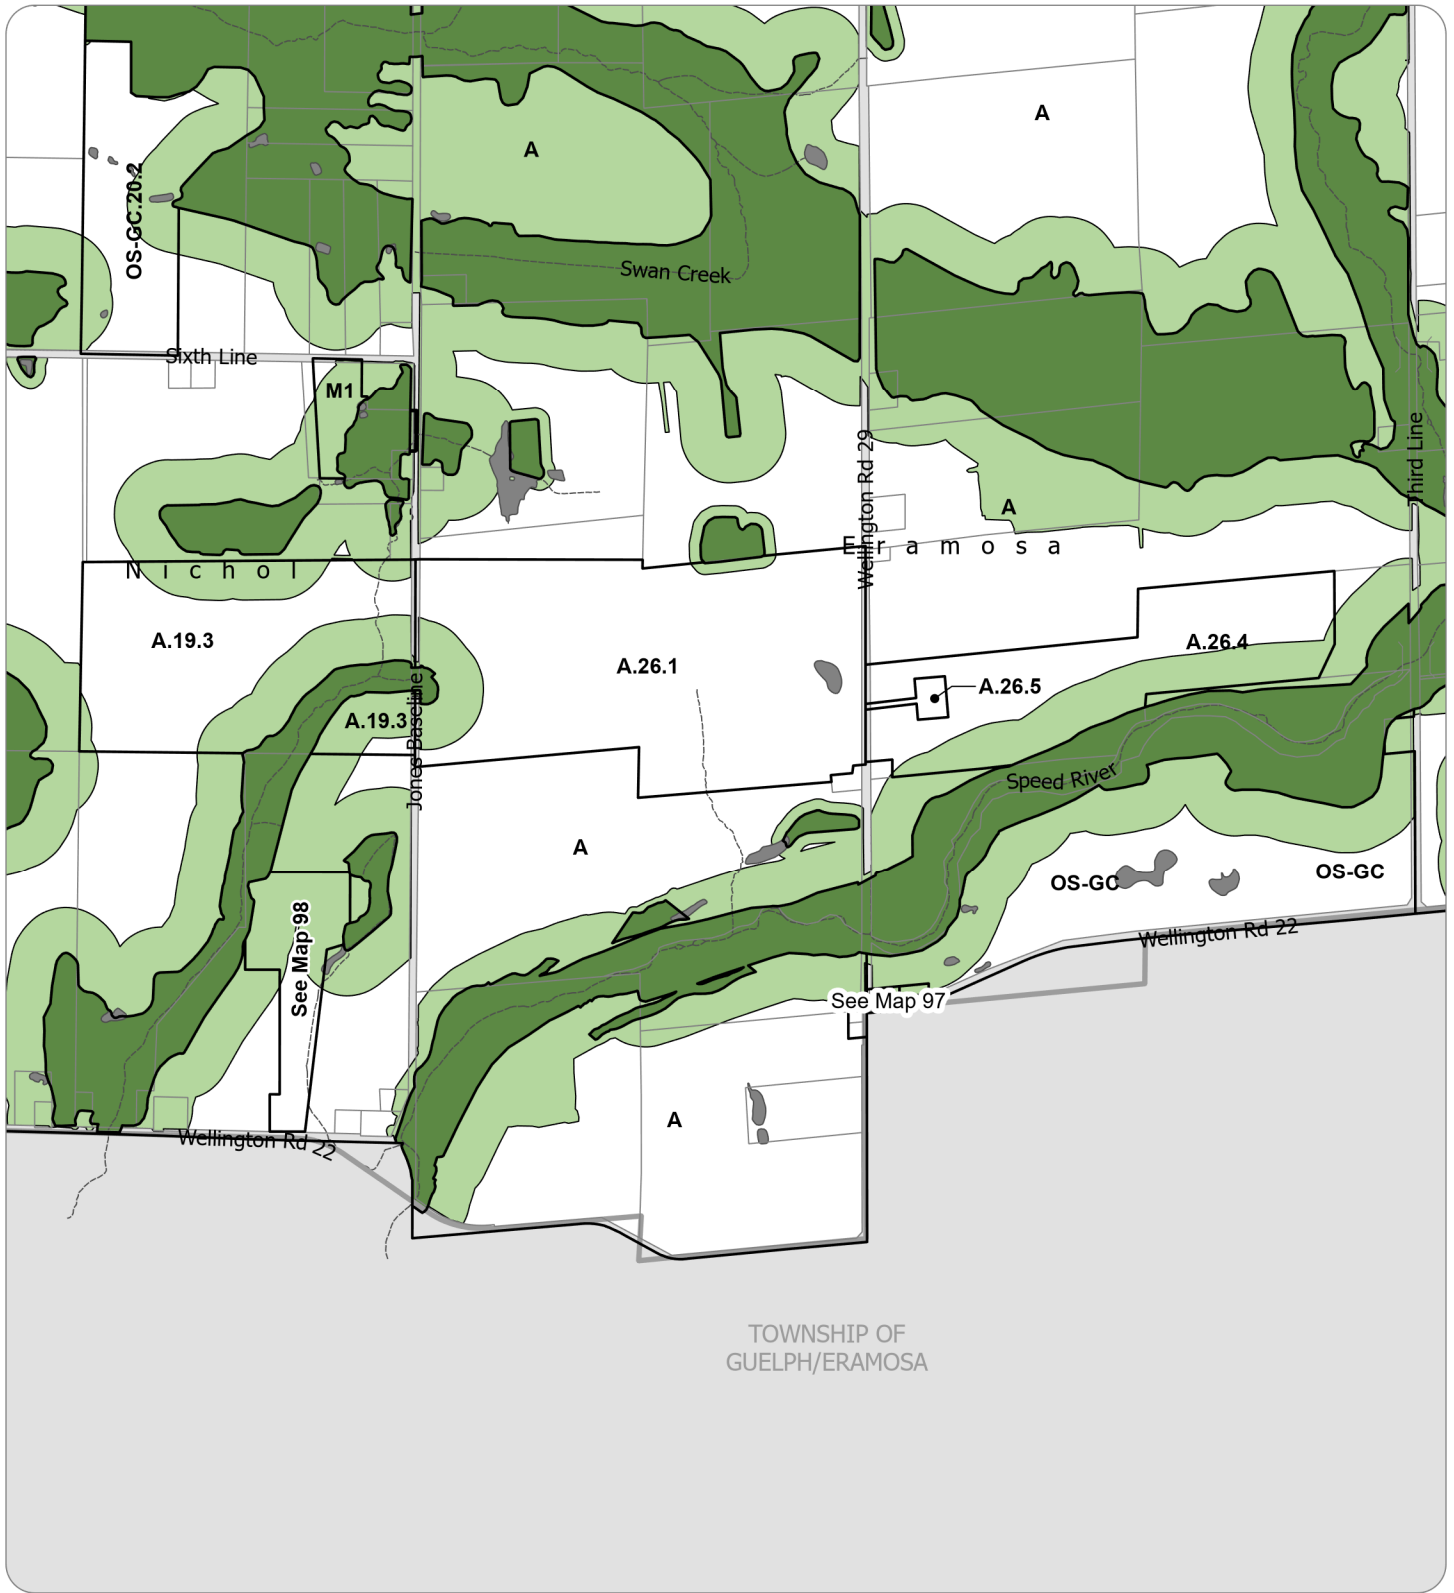 A
A
OS-GC.20.2
Swan Creek
Sixth Line
M1
Wellington Rd 29
Third Line
A
Eramosa
Nichol
A.19.3
A.26.1
A.26.4
A.26.5
A.19.3
Jones Baseline
Speed River
A
OS-GC
OS-GC
See Map 98
Wellington Rd 22
See Map 97
A
Wellington Rd 22
TOWNSHIP OF
GUELPH/ERAMOSA